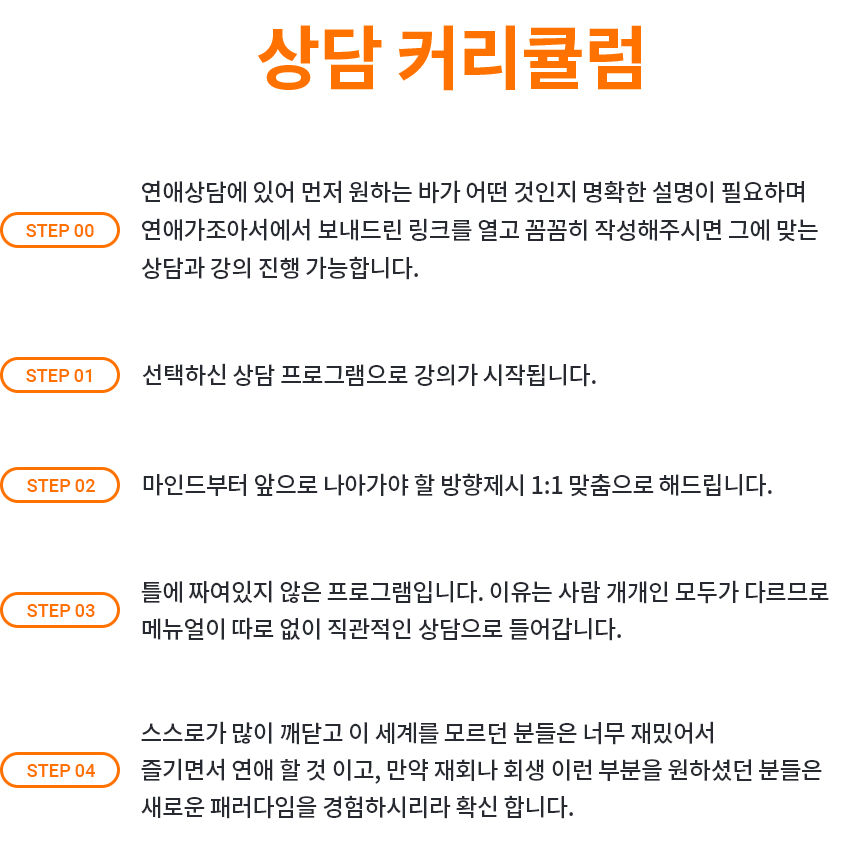 상담 커리큘럼
STEP 00
연애상담에 있어 먼저 원하는 바가 어떤 것인지 명확한 설명이 필요하며
연애가조아서에서 보내드린 링크를 열고 꼼꼼히 작성해주시면 그에 맞는
상담과 강의 진행 가능합니다.
STEP 01
선택하신 상담 프로그램으로 강의가 시작됩니다.
STEP 02
마인드부터 앞으로 나아가야 할 방향제시 1:1 맞춤으로 해드립니다.
STEP 03
틀에 짜여있지 않은 프로그램입니다. 이유는 사람 개개인 모두가 다르므로
메뉴얼이 따로 없이 직관적인 상담으로 들어갑니다.
STEP 04
스스로가 많이 깨닫고 이 세계를 모르던 분들은 너무 재밌어서
즐기면서 연애 할 것 이고, 만약 재회나 회생 이런 부분을 원하셨던 분들은
새로운 패러다임을 경험하시리라 확신 합니다.